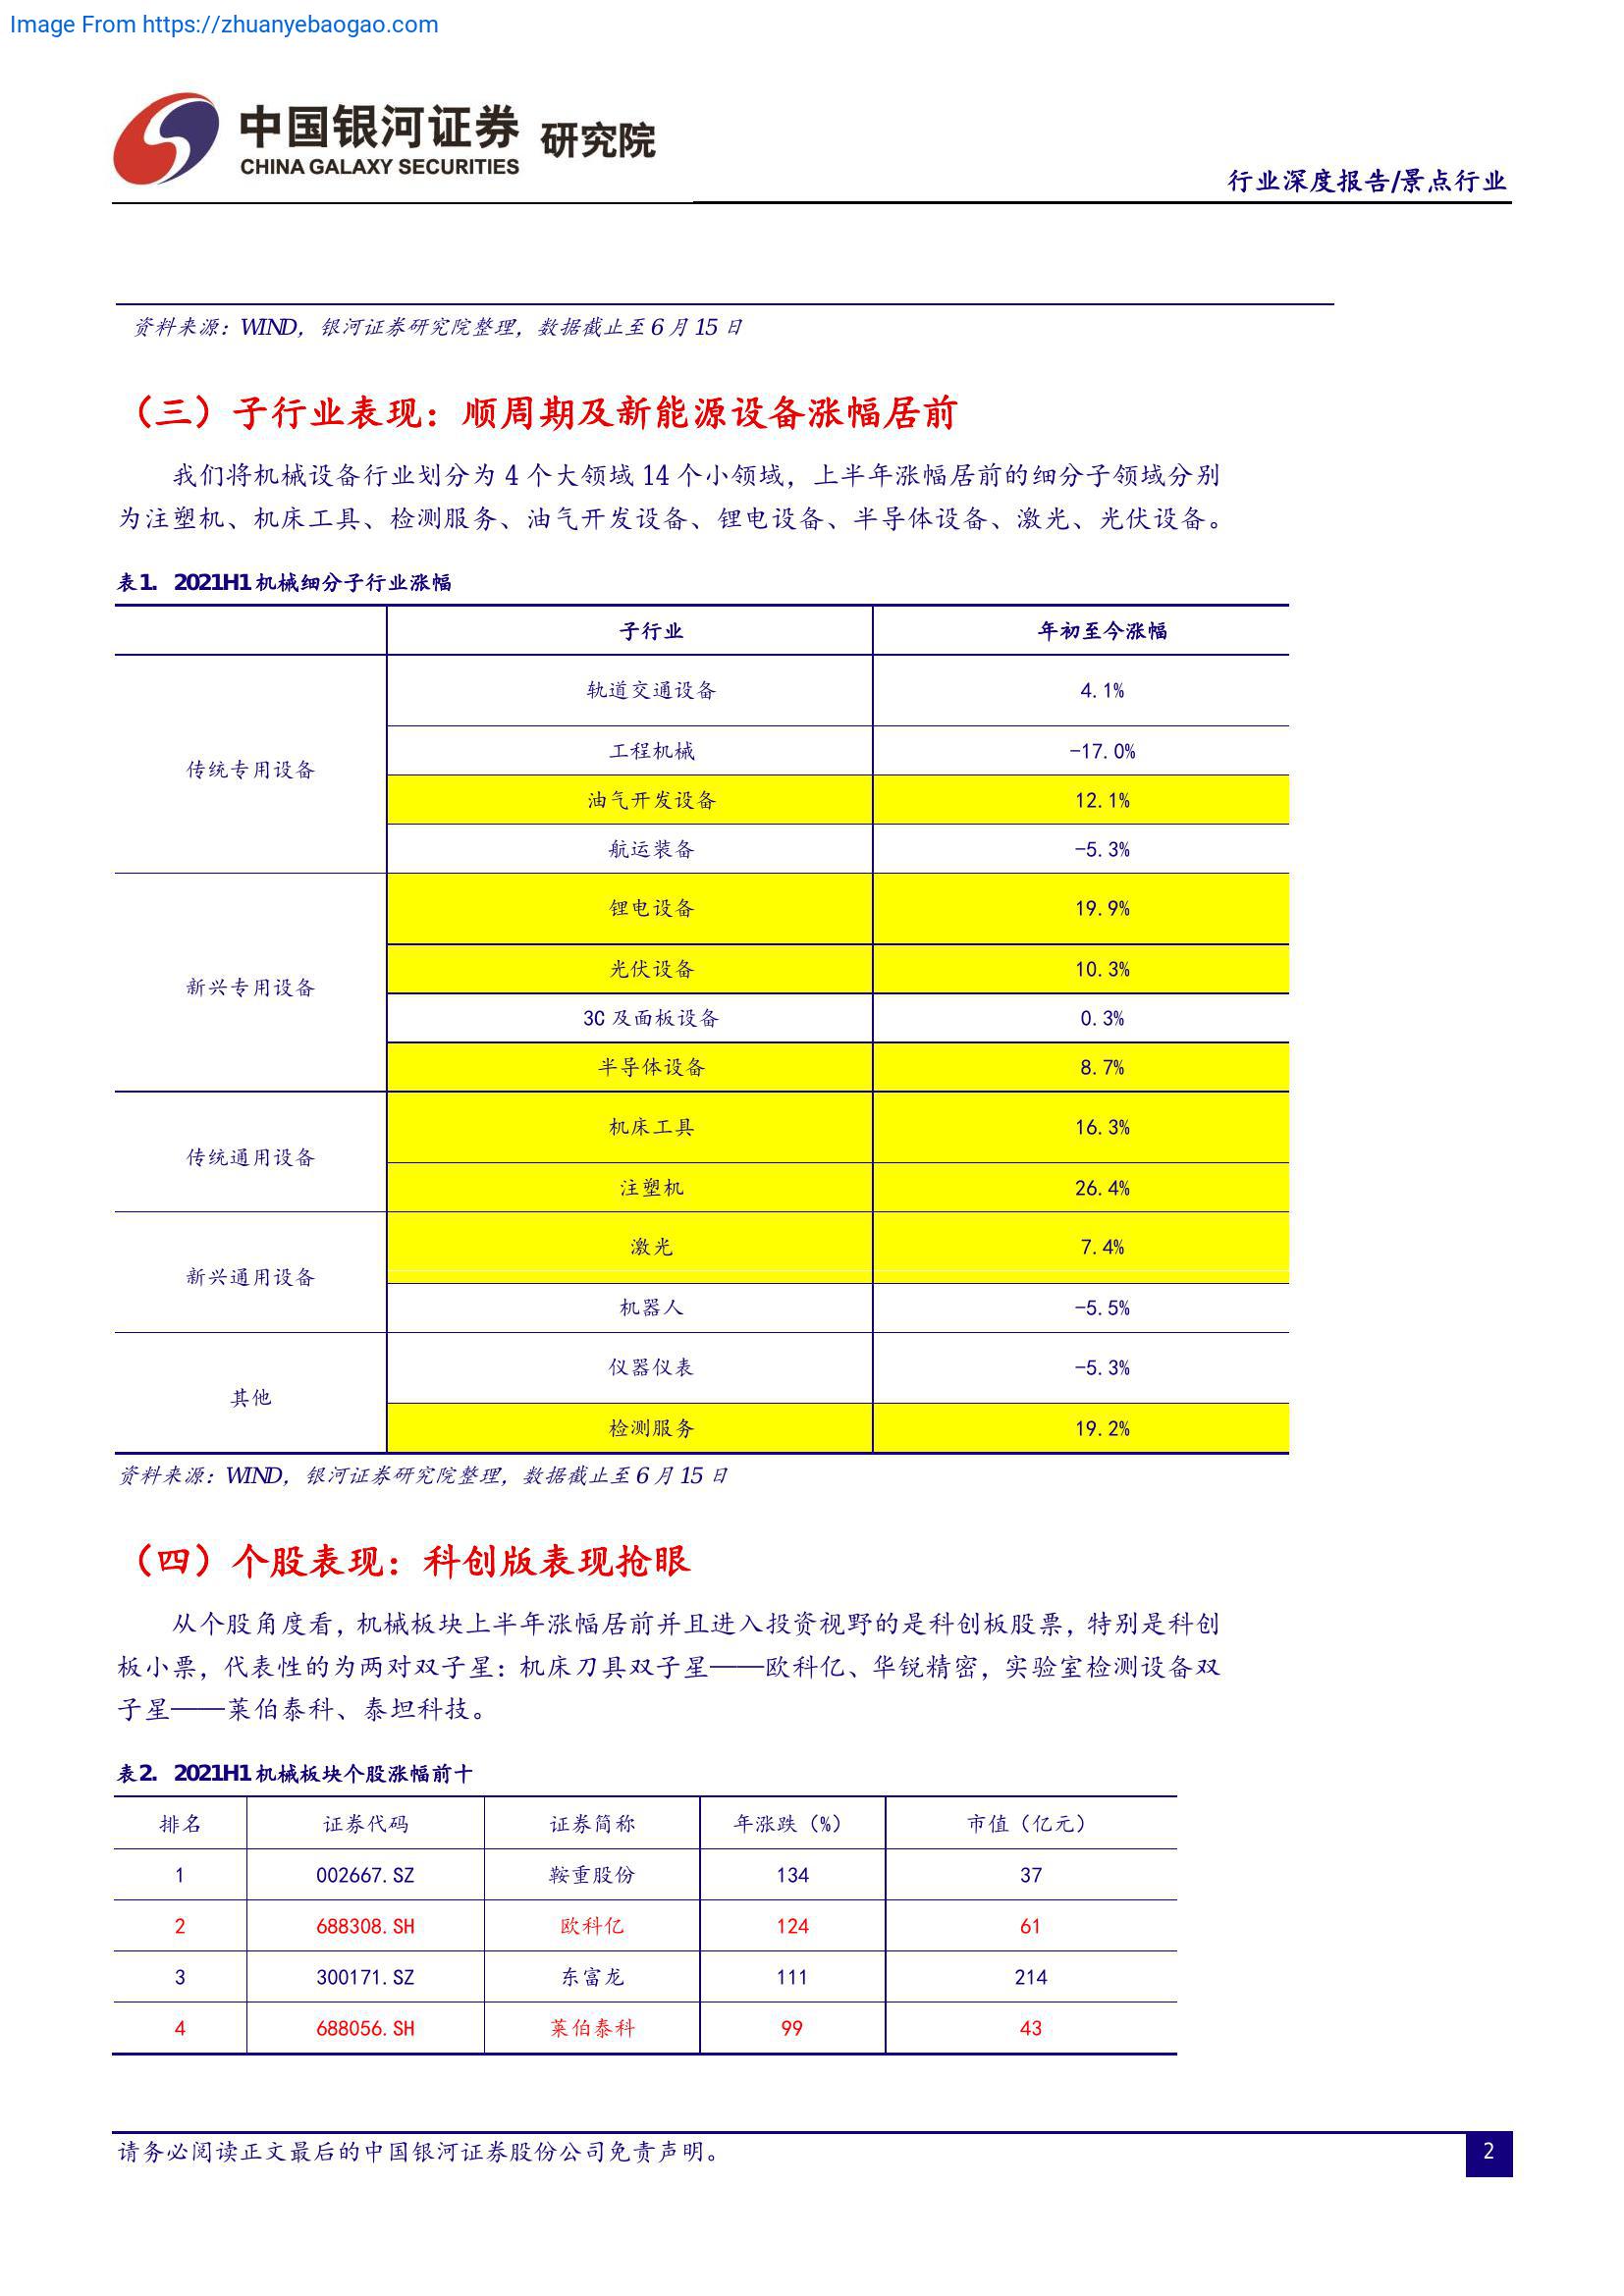 Image From https://zhuanyebaogao.com
中国银河证券 研究院
CHINA GALAXY SECURITIES
行业深度报告/景点行业
资料来源：WIND，银河证券研究院整理，数据截止至 6 月 15 日
（三）子行业表现：顺周期及新能源设备涨幅居前
我们将机械设备行业划分为 4 个大领域 14 个小领域，上半年涨幅居前的细分子领域分别
为注塑机、机床工具、检测服务、油气开发设备、锂电设备、半导体设备、激光、光伏设备。
表 1. 2021H1 机械细分子行业涨幅
子行业 年初至今涨幅
传统专用设备
轨道交通设备 4.1%
工程机械 -17.0%
油气开发设备 12.1%
航运装备 -5.3%
新兴专用设备
锂电设备 19.9%
光伏设备 10.3%
3C 及面板设备 0.3%
半导体设备 8.7%
传统通用设备
机床工具 16.3%
注塑机 26.4%
新兴通用设备
激光 7.4%
机器人 -5.5%
其他
仪器仪表 -5.3%
检测服务 19.2%
资料来源：WIND，银河证券研究院整理，数据截止至 6 月 15 日
（四）个股表现：科创版表现抢眼
从个股角度看，机械板块上半年涨幅居前并且进入投资视野的是科创板股票，特别是科创
板小票，代表性的为两对双子星：机床刀具双子星——欧科亿、华锐精密，实验室检测设备双
子星——莱伯泰科、泰坦科技。
表 2. 2021H1 机械板块个股涨幅前十
排名 证券代码 证券简称 年涨跌（%） 市值（亿元）
1 002667.SZ 鞍重股份 134 37
2 688308.SH 欧科亿 124 61
3 300171.SZ 东富龙 111 214
4 688056.SH 莱伯泰科 99 43
请务必阅读正文最后的中国银河证券股份公司免责声明。
2